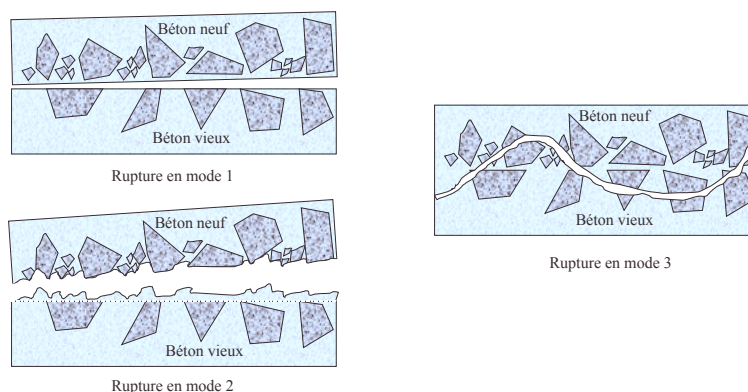 Béton neuf
Béton vieux
Rupture en mode 1
Béton neuf
Béton vieux
Rupture en mode 2
Béton neuf
Béton vieux
Rupture en mode 3